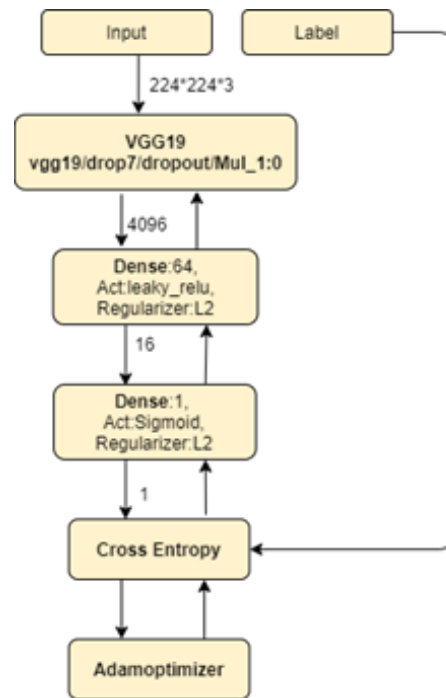 Input
Label
224*224*3
VGG19
vgg19/drop7/dropout/Mul_1:0
4096
Dense:64,
Act:leaky_relu,
Regularizer:L2
16
Dense:1,
Act:Sigmoid,
Regularizer:L2
1
Cross Entropy
Adamoptimizer